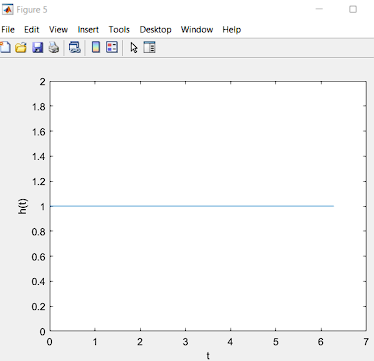 Figure 5
File Edit View Insert Tools Desktop Window Help
2
1.8
1.6
1.4
1.2
1
0.8
0.6
0.4
0.2
0
h(t)
0 1 2 3 4 5 6 7
t